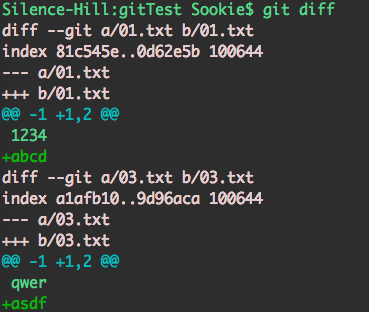 Silence-Hill:gitTest Sookie$ git diff
diff --git a/01.txt b/01.txt
index 81c545e..0d62e5b 100644
--- a/01.txt
+++ b/01.txt
@@ -1 +1,2 @@
 1234
+abcd
diff --git a/03.txt b/03.txt
index a1afb10..9d96aca 100644
--- a/03.txt
+++ b/03.txt
@@ -1 +1,2 @@
 qwer
+asdf